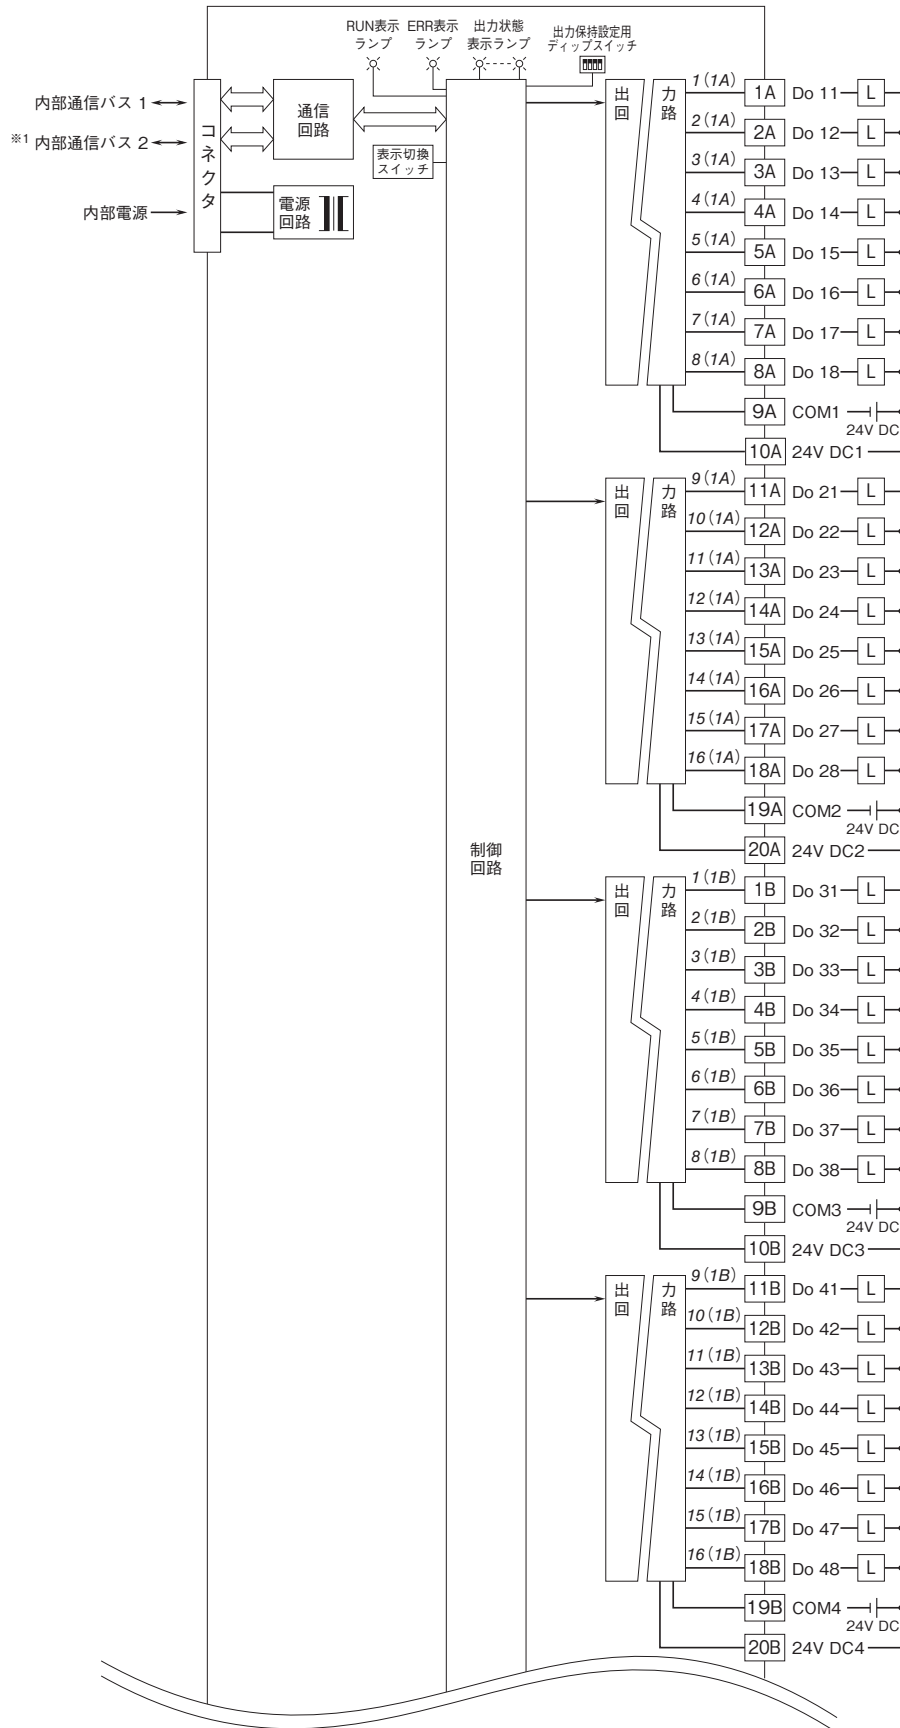 RUN表示
ランプ
ERR表示
ランプ
出力状態
表示ランプ
出力保持設定用
ディップスイッチ
内部通信バス 1
※1 内部通信バス 2
内部電源
コネクタ
通信
回路
表示切換
スイッチ
電源
回路
制御
回路
出力
回路
1(1A) 1A Do 11 L
2(1A) 2A Do 12 L
3(1A) 3A Do 13 L
4(1A) 4A Do 14 L
5(1A) 5A Do 15 L
6(1A) 6A Do 16 L
7(1A) 7A Do 17 L
8(1A) 8A Do 18 L
9A COM1
24V DC
10A 24V DC1
出力
回路
9(1A) 11A Do 21 L
10(1A) 12A Do 22 L
11(1A) 13A Do 23 L
12(1A) 14A Do 24 L
13(1A) 15A Do 25 L
14(1A) 16A Do 26 L
15(1A) 17A Do 27 L
16(1A) 18A Do 28 L
19A COM2
24V DC
20A 24V DC2
出力
回路
1(1B) 1B Do 31 L
2(1B) 2B Do 32 L
3(1B) 3B Do 33 L
4(1B) 4B Do 34 L
5(1B) 5B Do 35 L
6(1B) 6B Do 36 L
7(1B) 7B Do 37 L
8(1B) 8B Do 38 L
9B COM3
24V DC
10B 24V DC3
出力
回路
9(1B) 11B Do 41 L
10(1B) 12B Do 42 L
11(1B) 13B Do 43 L
12(1B) 14B Do 44 L
13(1B) 15B Do 45 L
14(1B) 16B Do 46 L
15(1B) 17B Do 47 L
16(1B) 18B Do 48 L
19B COM4
24V DC
20B 24V DC4